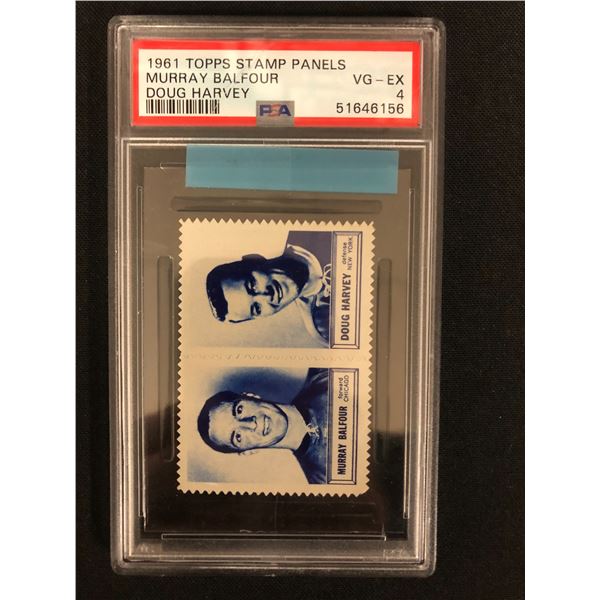 1961 TOPPS STAMP PANELS
MURRAY BALFOUR VG-EX
DOUG HARVEY 4
PSA 51646156
DOUG HARVEY
defense
NEW YORK
MURRAY BALFOUR
forward
CHICAGO